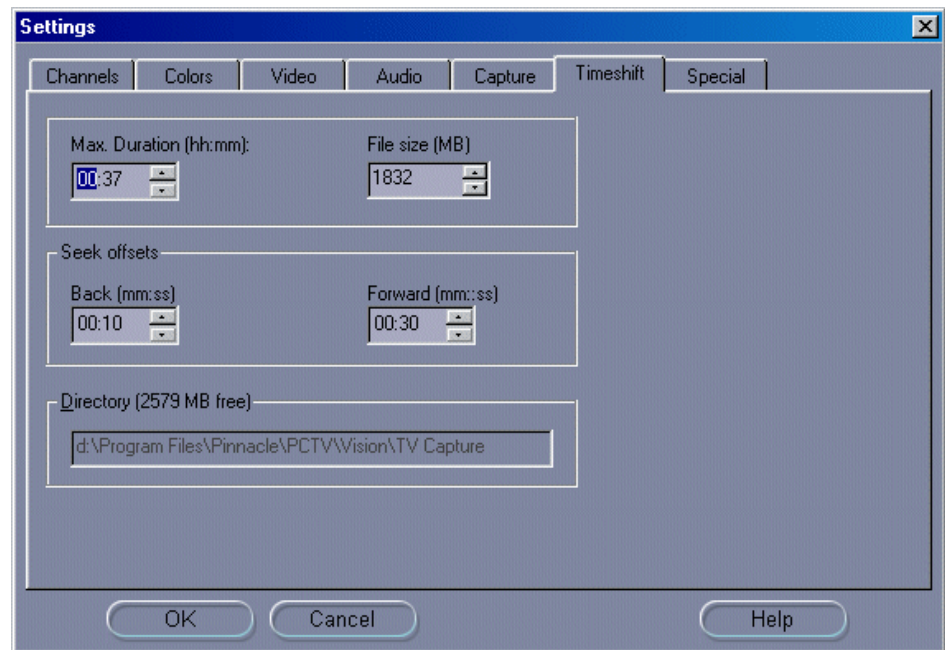 Settings
Channels Colors Video Audio Capture Timeshift Special
Max. Duration (hh:mm): File size (MB)
00:37 1832
Seek offsets
Back (mm:ss) Forward (mm::ss)
00:10 00:30
Directory (2579 MB free)
d:\Program Files\Pinnacle\PCTV\Vision\TV Capture
OK Cancel Help